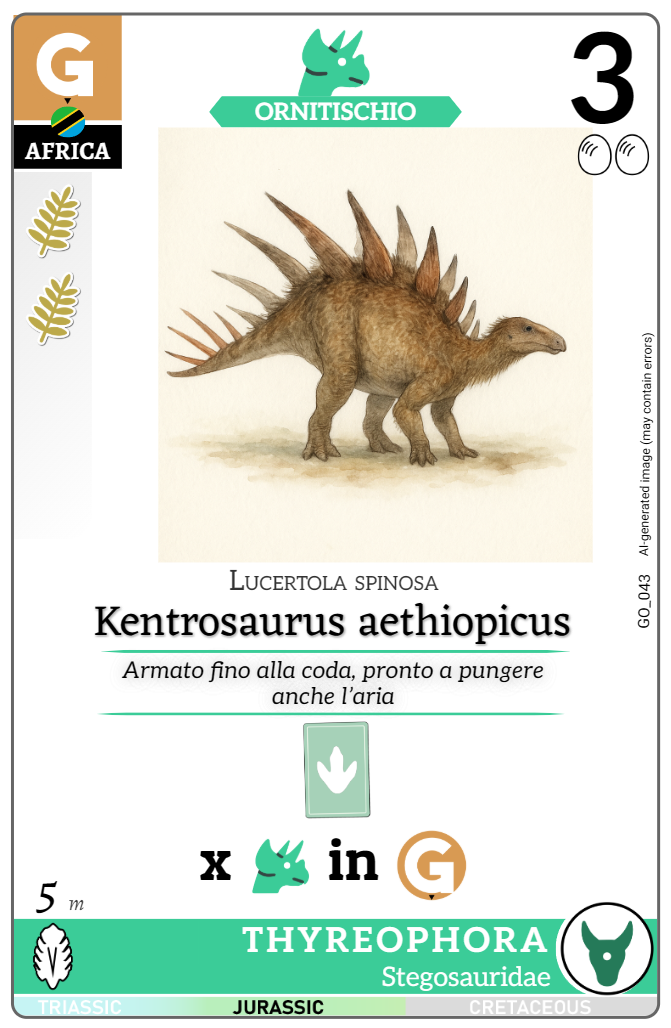 G
AFRICA
ORNITISCHIO
3
AI-generated image (may contain errors)
GO_043
Lucertola spinosa
Kentrosaurus aethiopicus
Armato fino alla coda, pronto a pungere
anche l'aria
x in G
5 m
THYREOPHORA
Stegosauridae
TRIASSIC JURASSIC CRETACEOUS